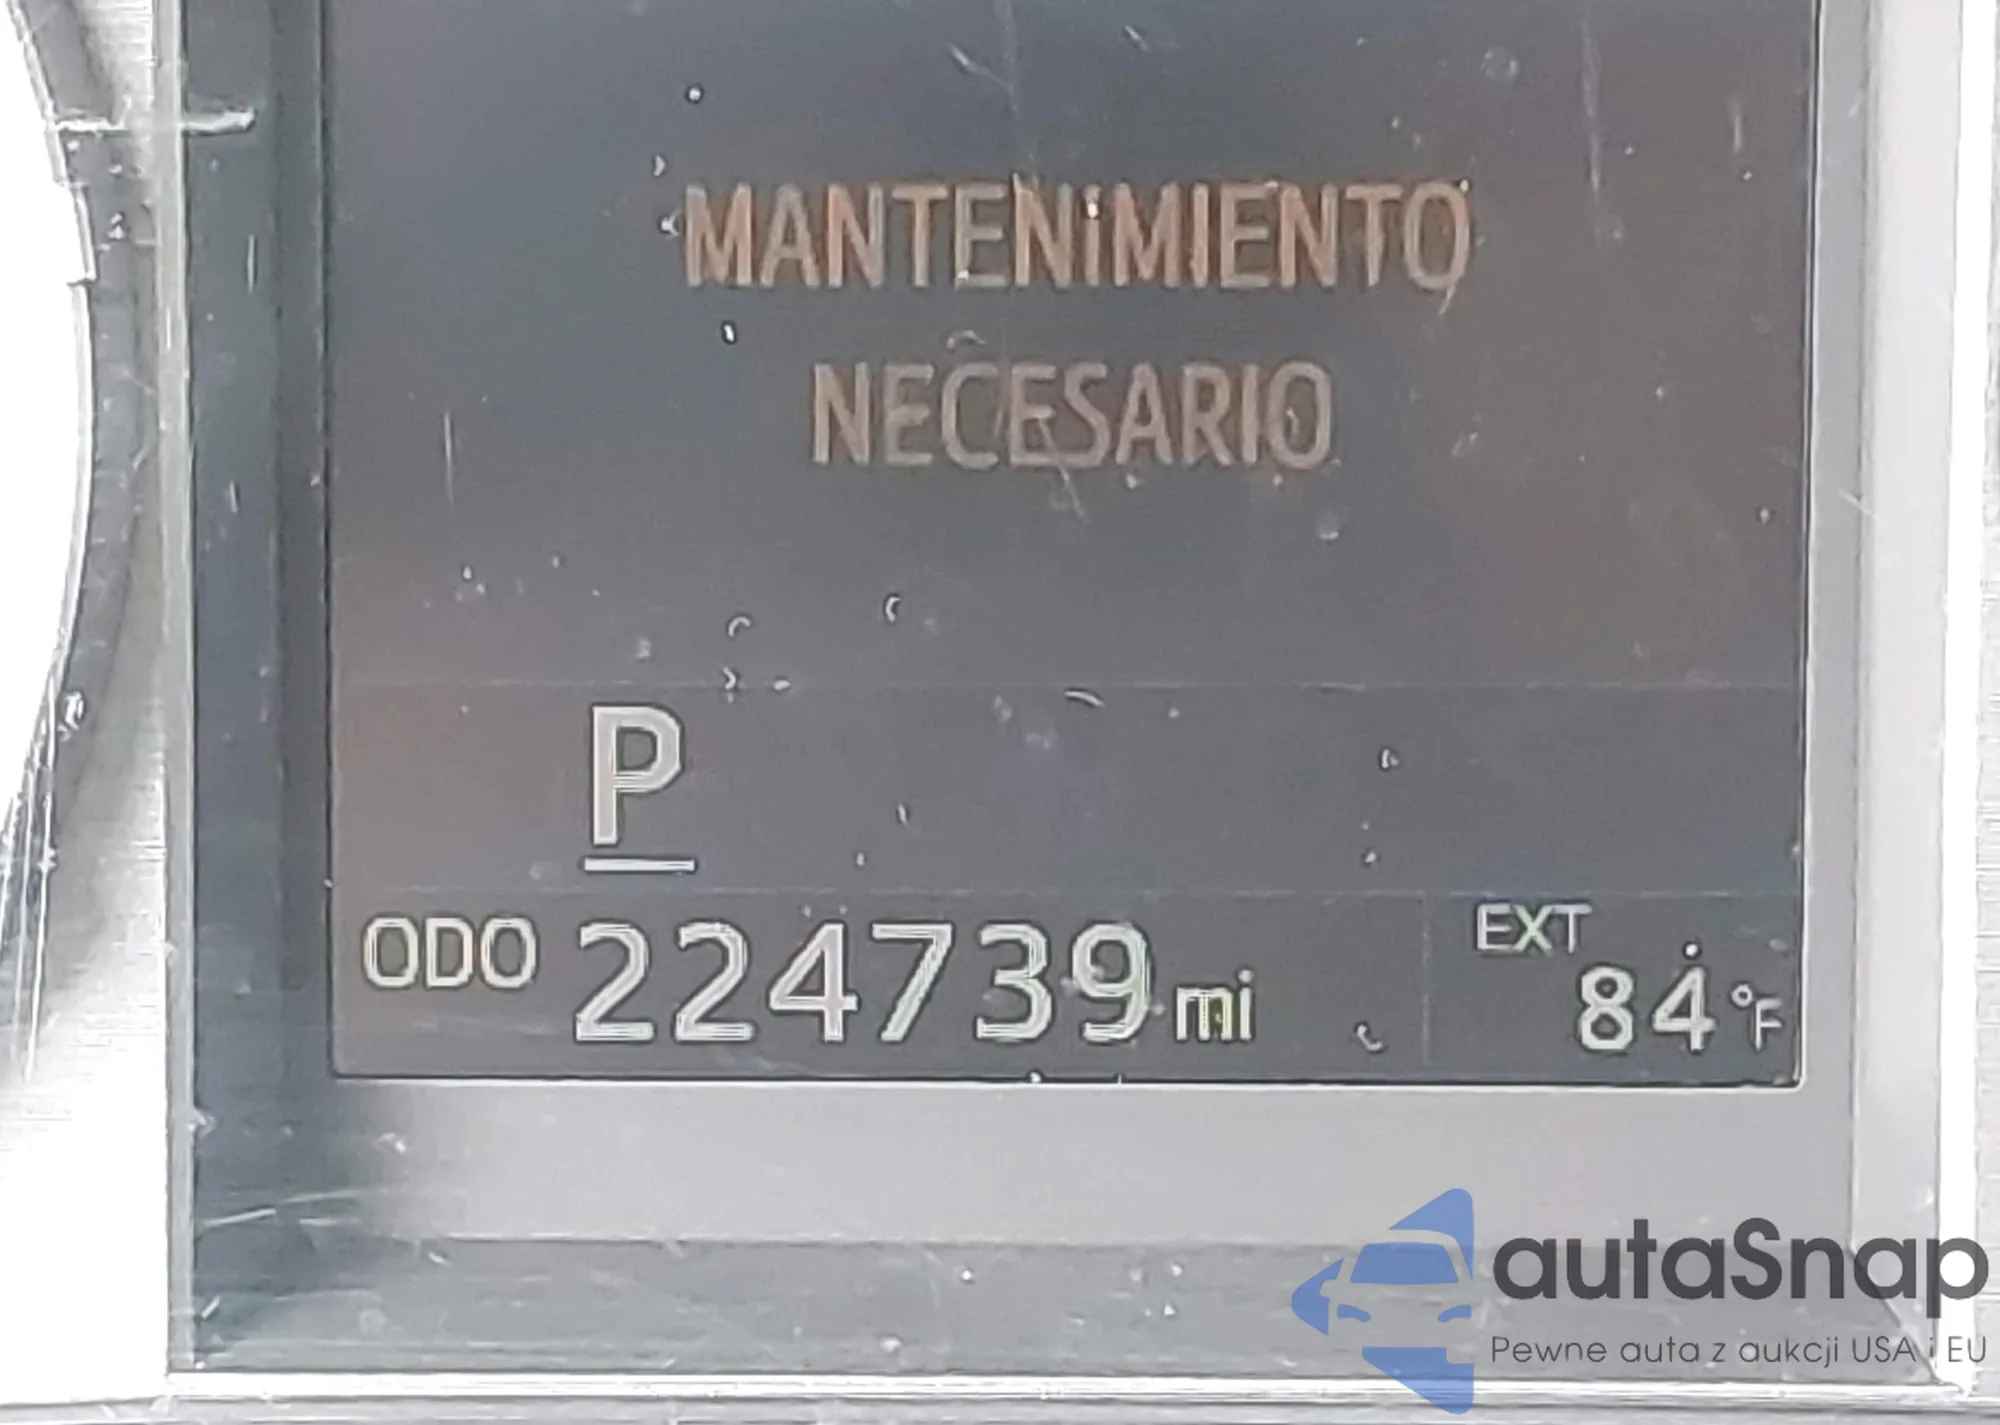 MANTENIMIENTO
NECESARIO
P
ODO 224739 mi
EXT
84 °F
autaSnap
Pewne auta z aukcji USA i EU